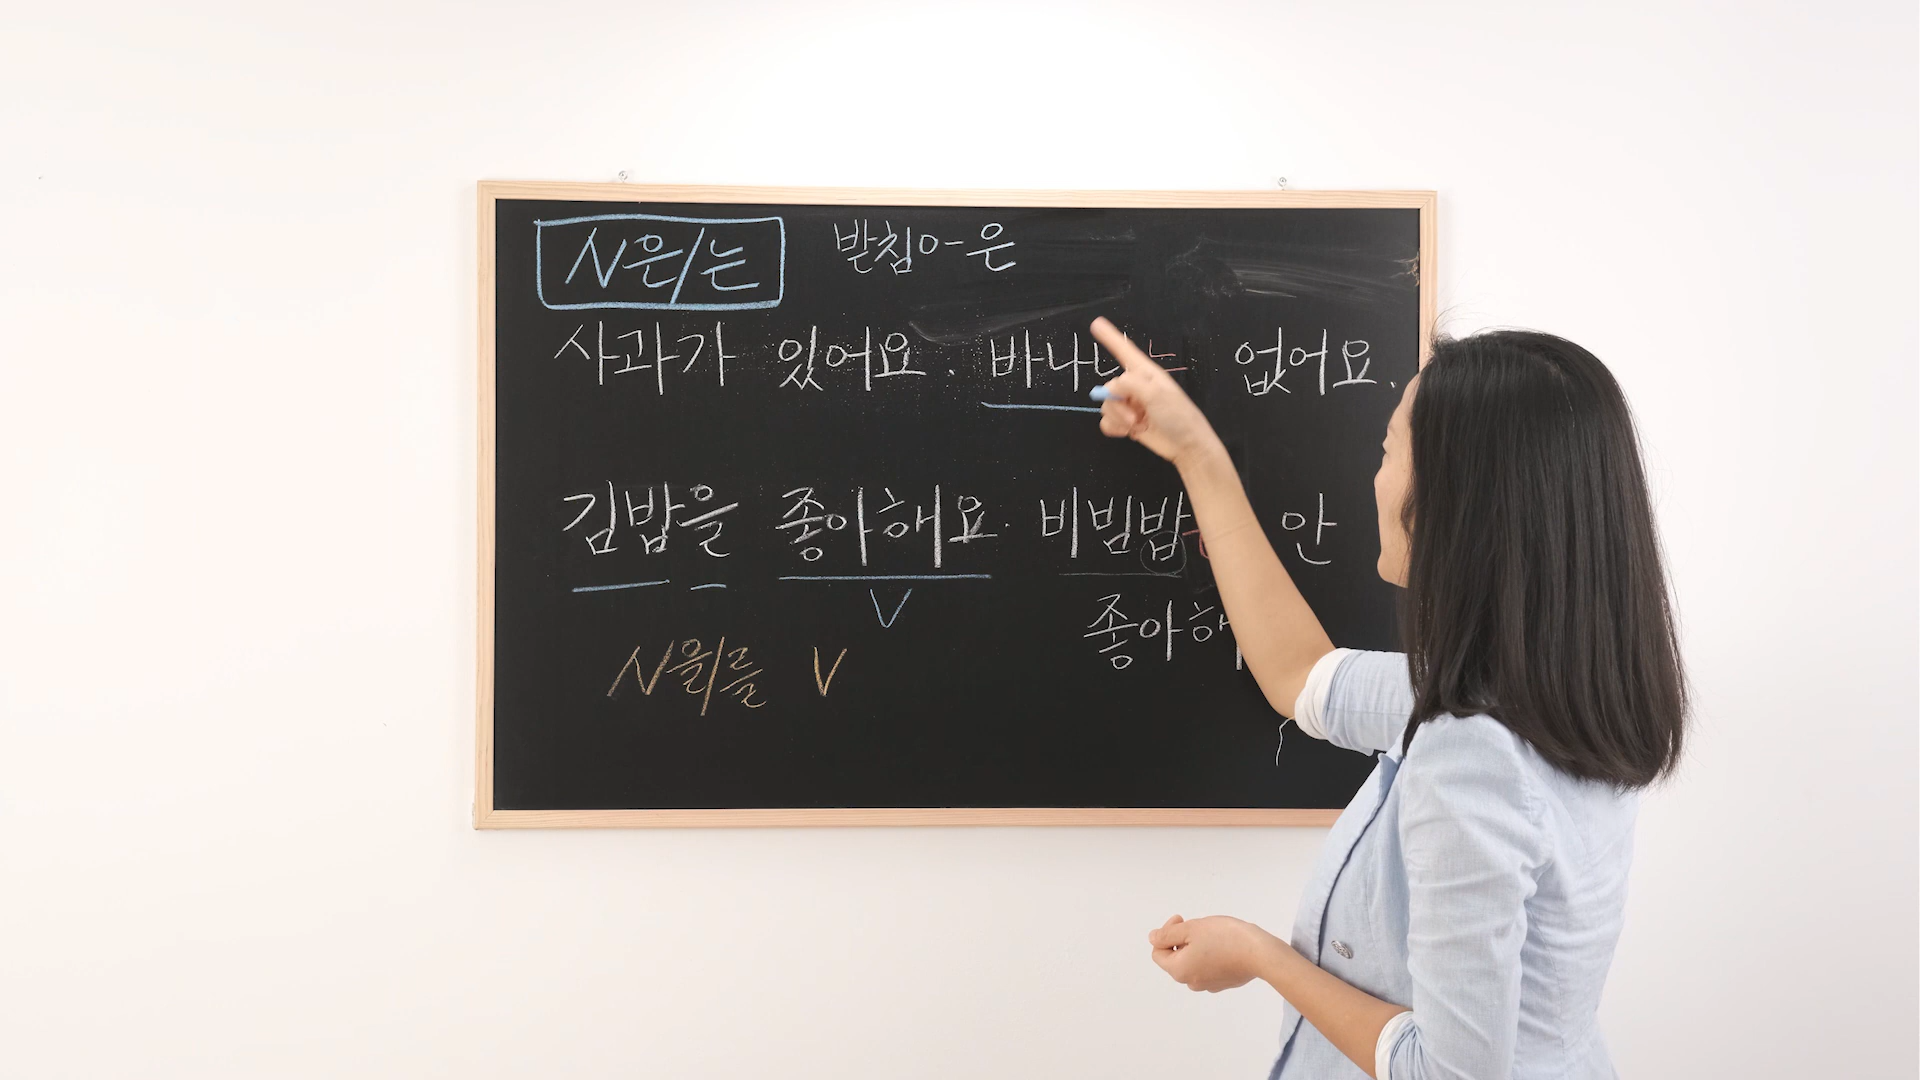 N은/는 받침O-은
사과가 있어요. 바나나는 없어요.
김밥을 좋아해요. 비빔밥은 안
V
좋아해
N을/를 V